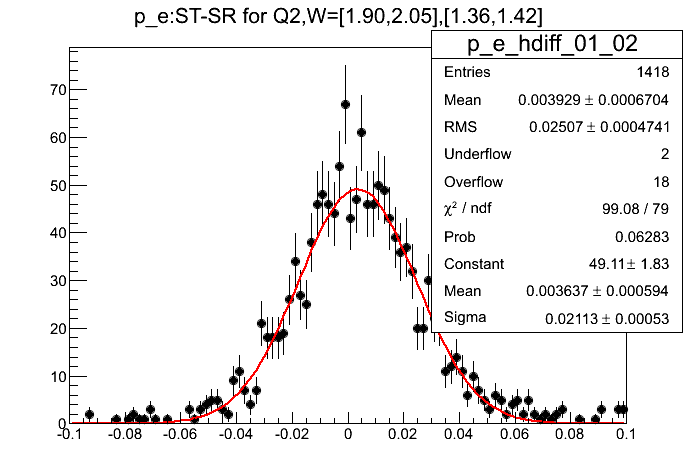 p_e:ST-SR for Q2,W=[1.90,2.05],[1.36,1.42]
p_e_hdiff_01_02
Entries 1418
Mean 0.003929 ± 0.0006704
RMS 0.02507 ± 0.0004741
Underflow 2
Overflow 18
χ² / ndf 99.08 / 79
Prob 0.06283
Constant 49.11± 1.83
Mean 0.003637 ± 0.000594
Sigma 0.02113 ± 0.00053
70
60
50
40
30
20
10
0
-0.1 -0.08 -0.06 -0.04 -0.02 0 0.02 0.04 0.06 0.08 0.1